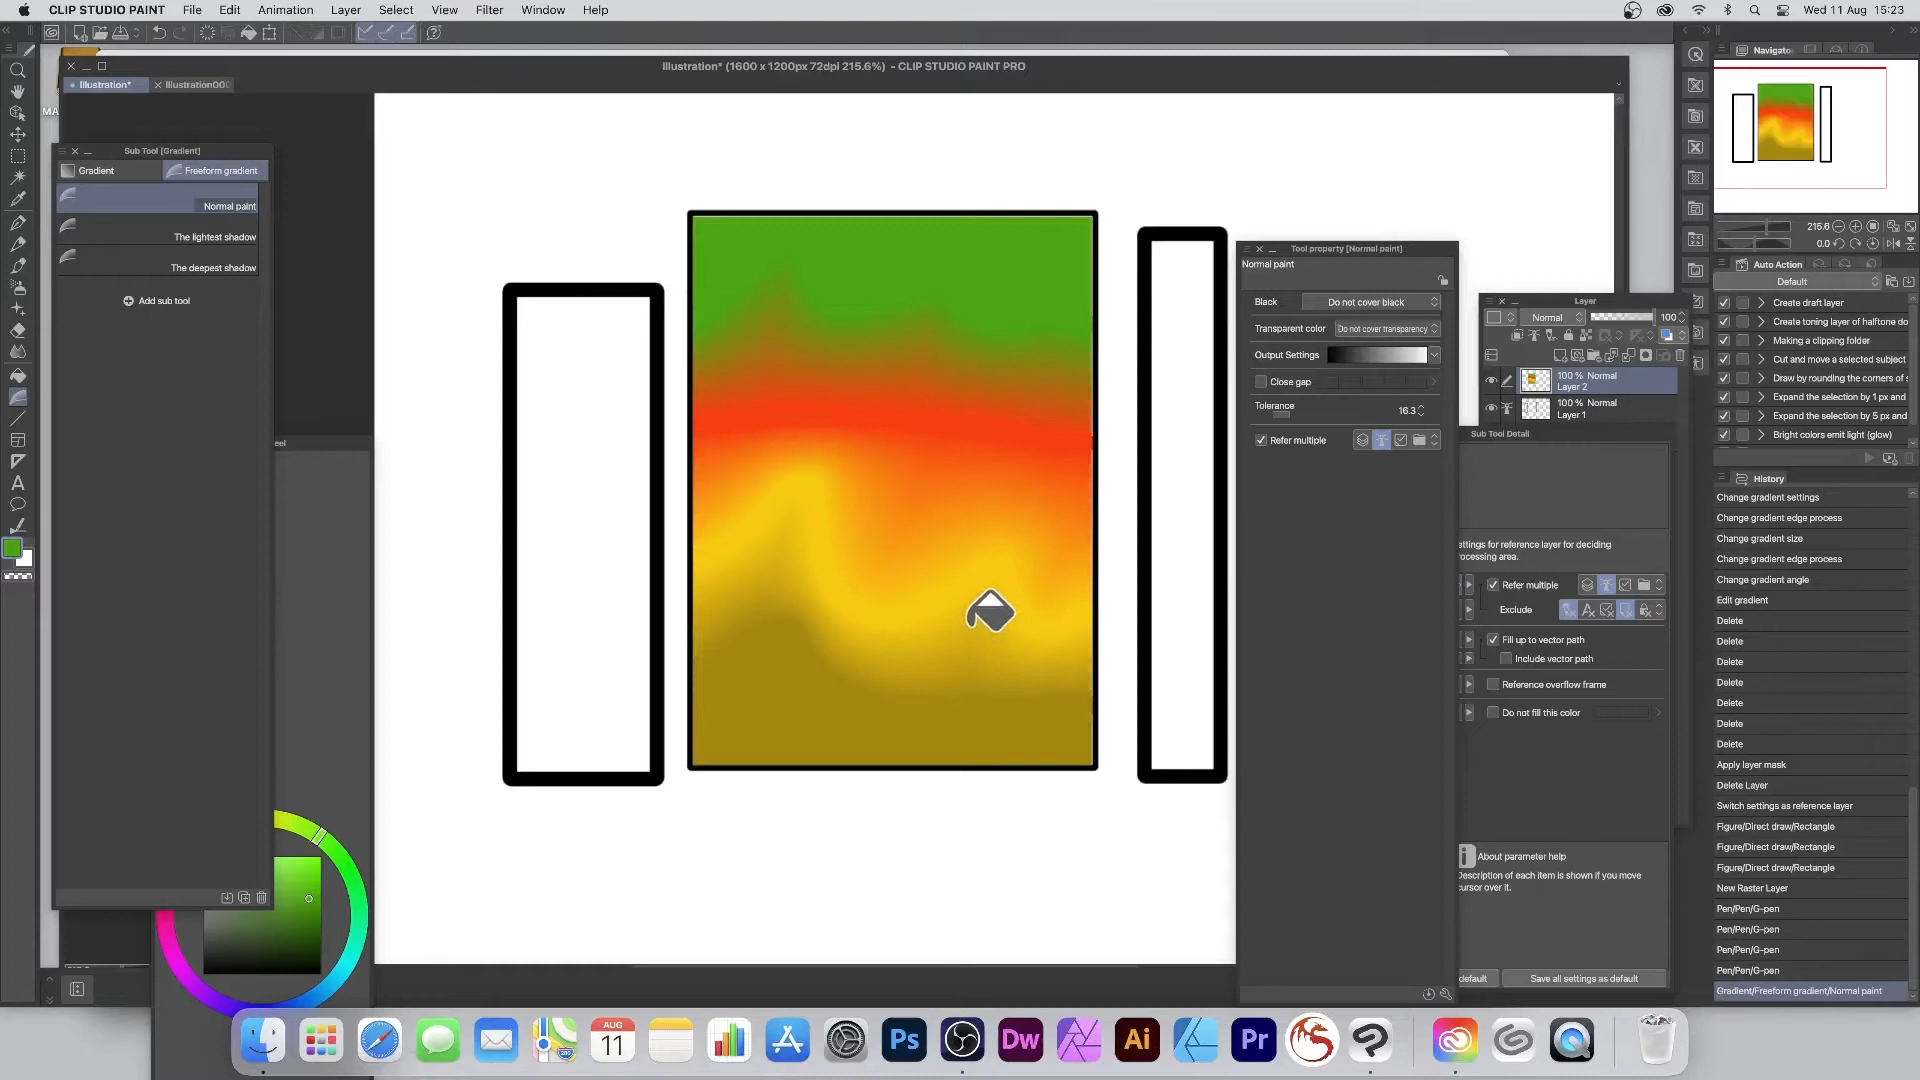 CLIP STUDIO PAINT File Edit Animation Layer Select View Filter Window Help Wed 11 Aug 15:23
Illustration* (1600 x 1200px 72dpi 215.6%) - CLIP STUDIO PAINT PRO
Illustration* Illustration00
MA
Sub Tool [Gradient]
Gradient Freeform gradient
Normal paint
The lightest shadow
The deepest shadow
Add sub tool
Tool property [Normal paint]
Normal paint
Black Do not cover black
Transparent color Do not cover transparency
Output Settings
Close gap
Tolerance 16.3
Refer multiple
Layer
Normal 100
100 % Normal
Layer 2
100 % Normal
Layer 1
Sub Tool Detail
ettings for reference layer for deciding
processing area.
Refer multiple
Exclude
Fill up to vector path
Include vector path
Reference overflow frame
Do not fill this color
About parameter help
Description of each item is shown if you move
cursor over it.
default Save all settings as default
Navigato
215.6
0.0
Auto Action
Default
Create draft layer
Create toning layer of halftone do
Making a clipping folder
Cut and move a selected subject
Draw by rounding the corners of s
Expand the selection by 1 px and
Expand the selection by 5 px and
Bright colors emit light (glow)
History
Change gradient settings
Change gradient edge process
Change gradient size
Change gradient edge process
Change gradient angle
Edit gradient
Delete
Delete
Delete
Delete
Delete
Delete
Delete
Apply layer mask
Delete Layer
Switch settings as reference layer
Figure/Direct draw/Rectangle
Figure/Direct draw/Rectangle
Figure/Direct draw/Rectangle
New Raster Layer
Pen/Pen/G-pen
Pen/Pen/G-pen
Pen/Pen/G-pen
Pen/Pen/G-pen
Gradient/Freeform gradient/Normal paint
AUG
11
280
Ps Dw Ai Pr